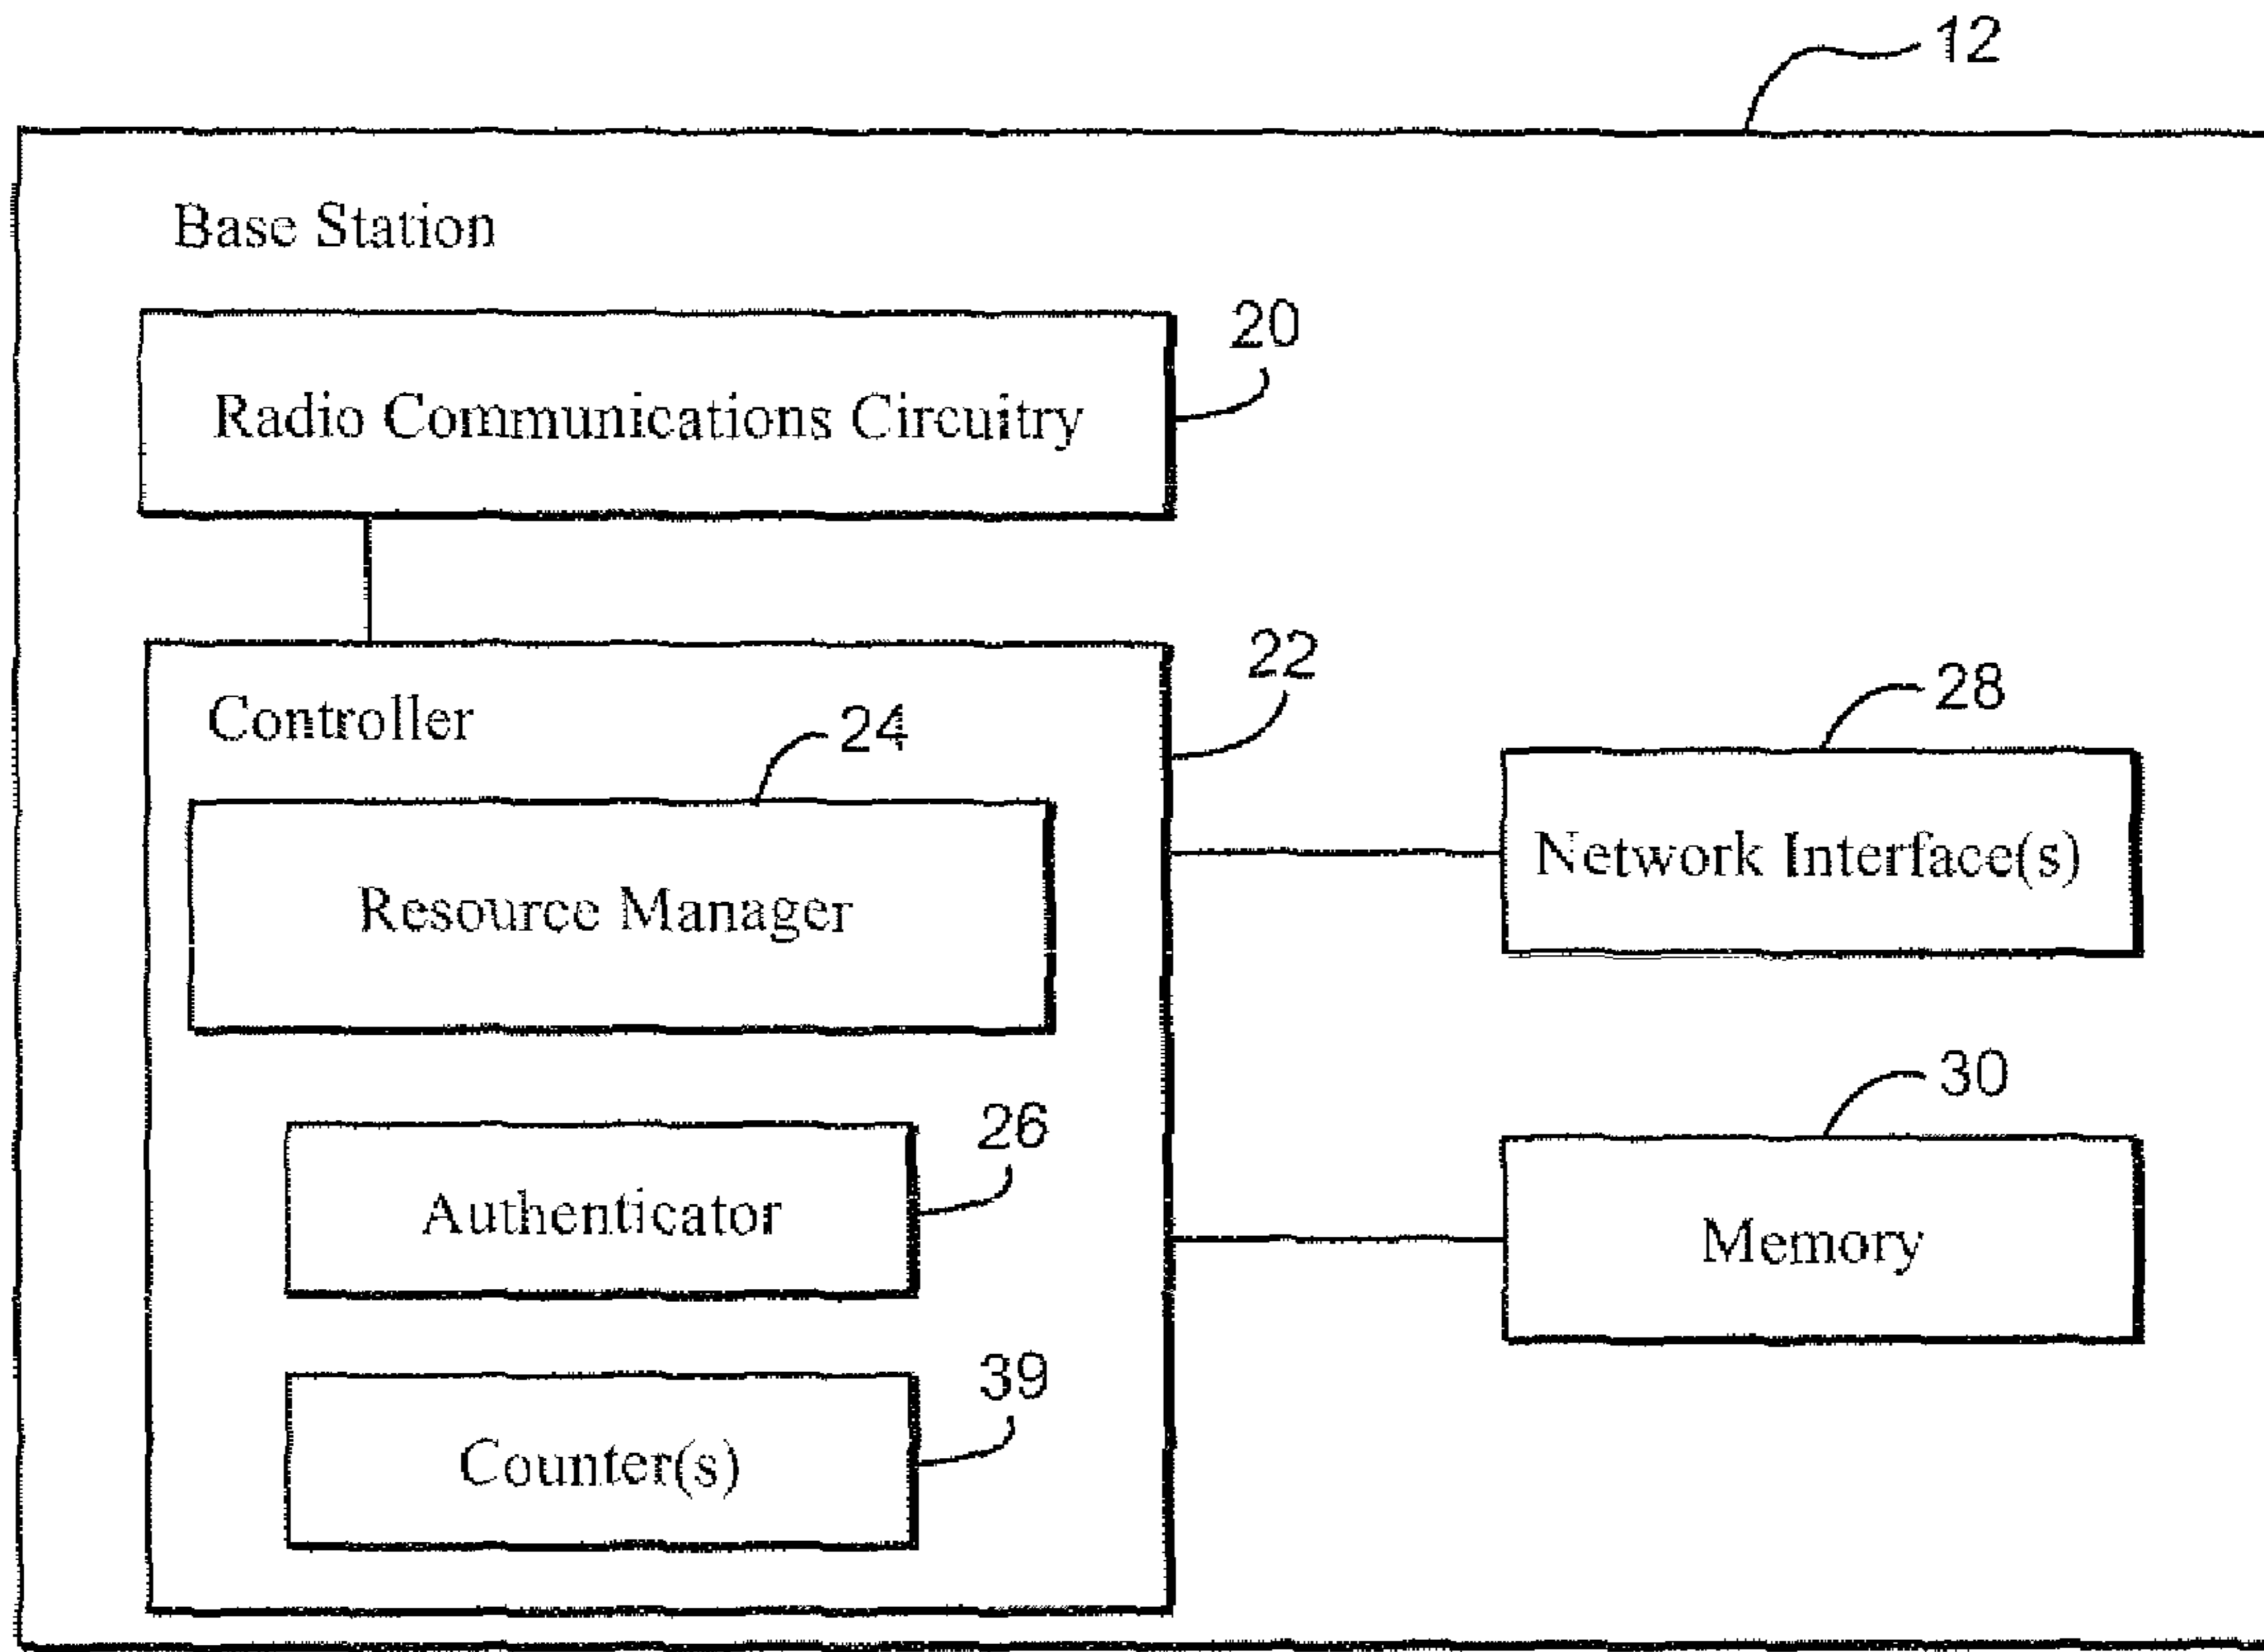 12
Base Station
20
Radio Communications Circuitry
22
Controller
24
28
Network Interface(s)
Resource Manager
30
26
Authenticator
Memory
39
Counter(s)